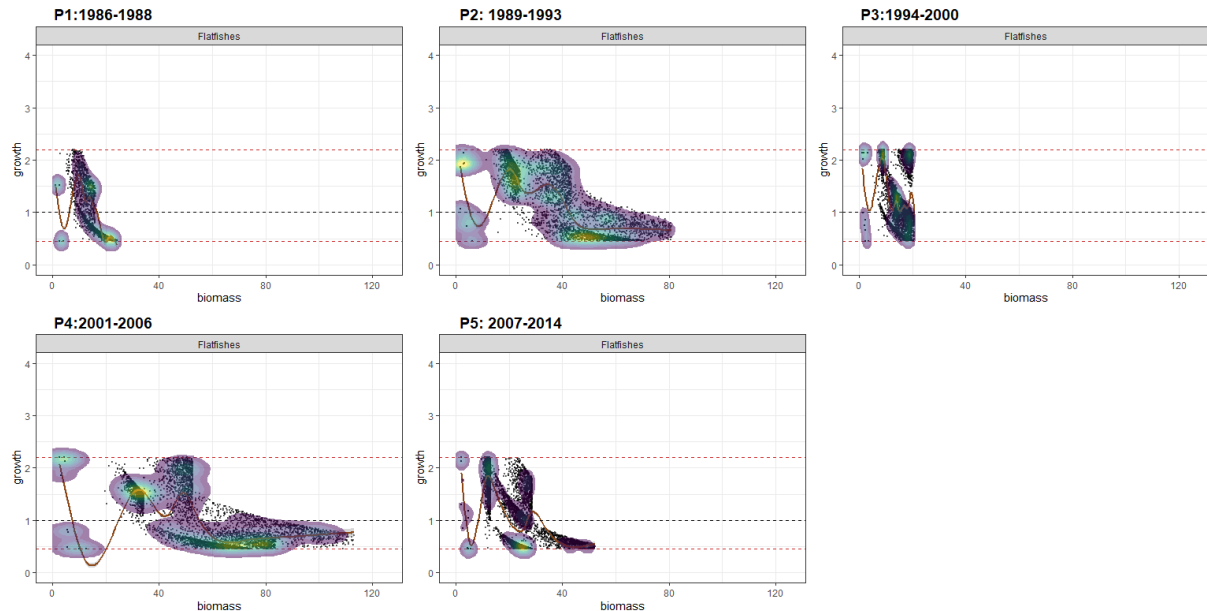 P1:1986-1988
P2: 1989-1993
P3:1994-2000
Flatfishes
Flatfishes
Flatfishes
4
3
2
1
0
growth
0
40
80
120
biomass
4
3
2
1
0
growth
0
40
80
120
biomass
4
3
2
1
0
growth
0
40
80
120
biomass
P4:2001-2006
P5: 2007-2014
Flatfishes
Flatfishes
4
3
2
1
0
growth
0
40
80
120
biomass
4
3
2
1
0
growth
0
40
80
120
biomass